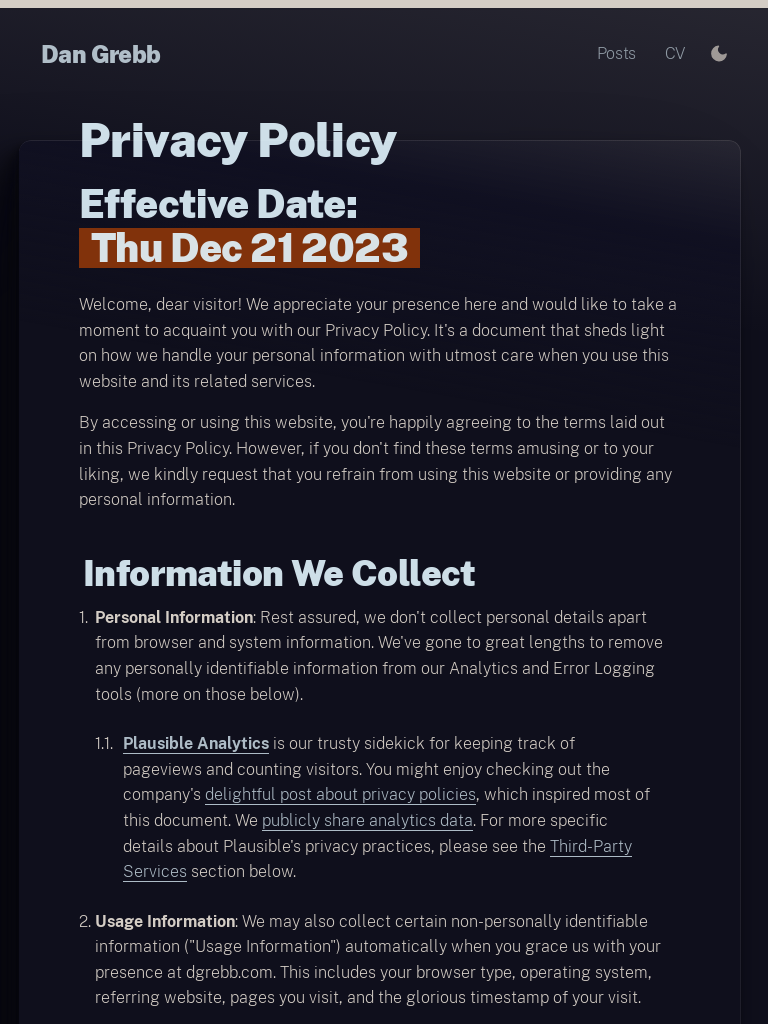 Dan Grebb
Posts
CV
Privacy Policy
Effective Date:
Thu Dec 21 2023
Welcome, dear visitor! We appreciate your presence here and would like to take a
moment to acquaint you with our Privacy Policy. It's a document that sheds light
on how we handle your personal information with utmost care when you use this
website and its related services.
By accessing or using this website, you're happily agreeing to the terms laid out
in this Privacy Policy. However, if you don't find these terms amusing or to your
liking, we kindly request that you refrain from using this website or providing any
personal information.
Information We Collect
1. Personal Information: Rest assured, we don't collect personal details apart
from browser and system information. We've gone to great lengths to remove
any personally identifiable information from our Analytics and Error Logging
tools (more on those below).
1.1. Plausible Analytics is our trusty sidekick for keeping track of
pageviews and counting visitors. You might enjoy checking out the
company's delightful post about privacy policies, which inspired most of
this document. We publicly share analytics data. For more specific
details about Plausible's privacy practices, please see the Third-Party
Services section below.
2. Usage Information: We may also collect certain non-personally identifiable
information ("Usage Information") automatically when you grace us with your
presence at dgrebb.com. This includes your browser type, operating system,
referring website, pages you visit, and the glorious timestamp of your visit.